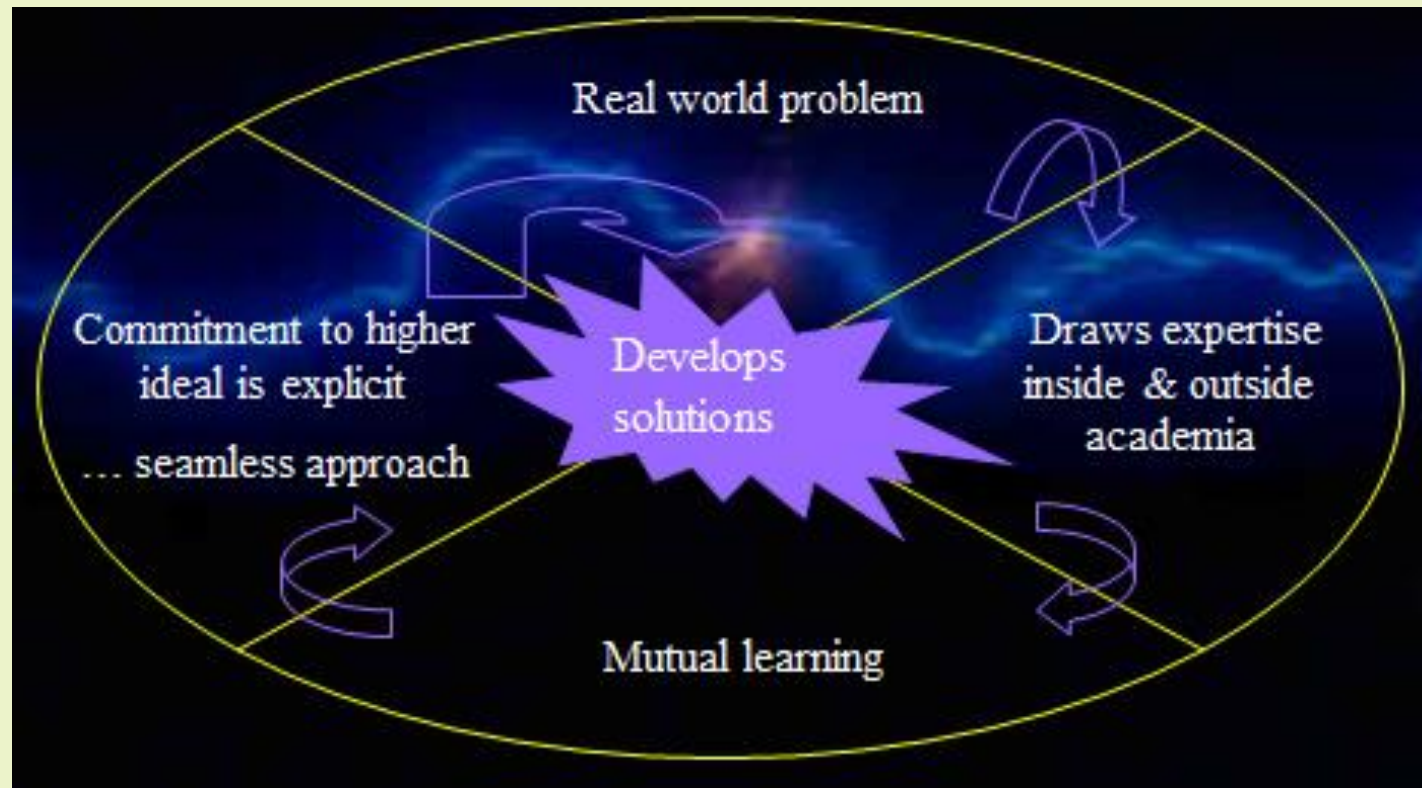 Real world problem
Commitment to higher
ideal is explicit
... seamless approach
Develops
solutions
Draws expertise
inside & outside
academia
Mutual learning